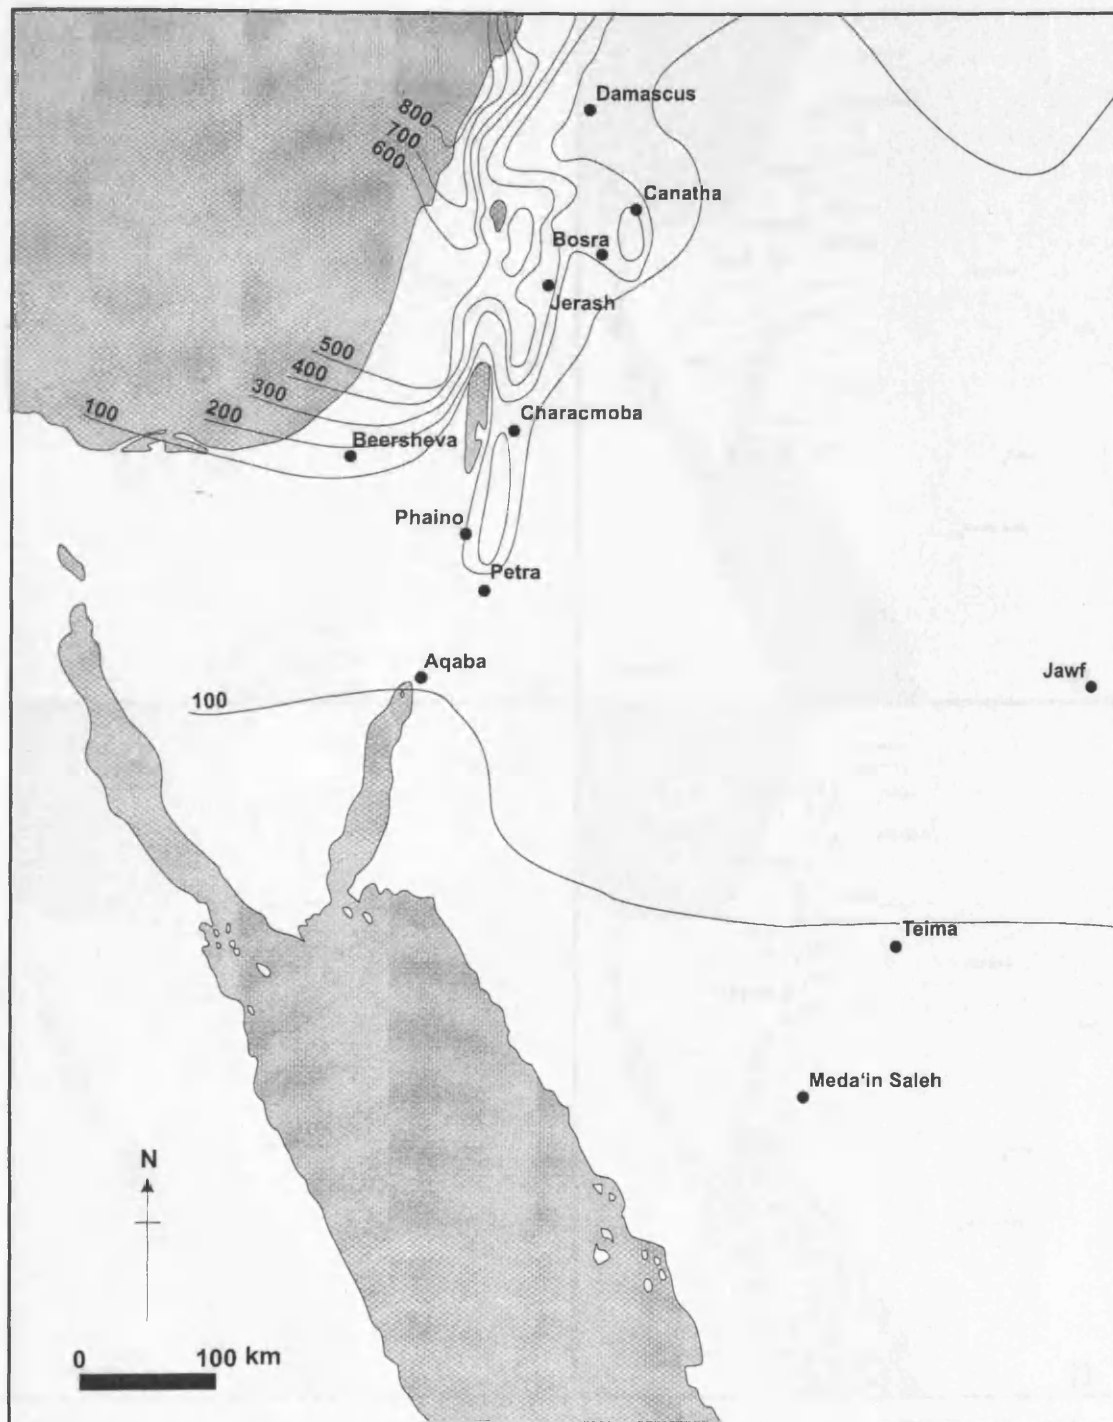 Damascus
800
700
600
Canatha
Bosra
Jerash
500
400
300
200
100
Characmoba
Beersheva
Phaino
Petra
Aqaba
100
Jawf
Teima
Meda‘in Saleh
N
0 100 km